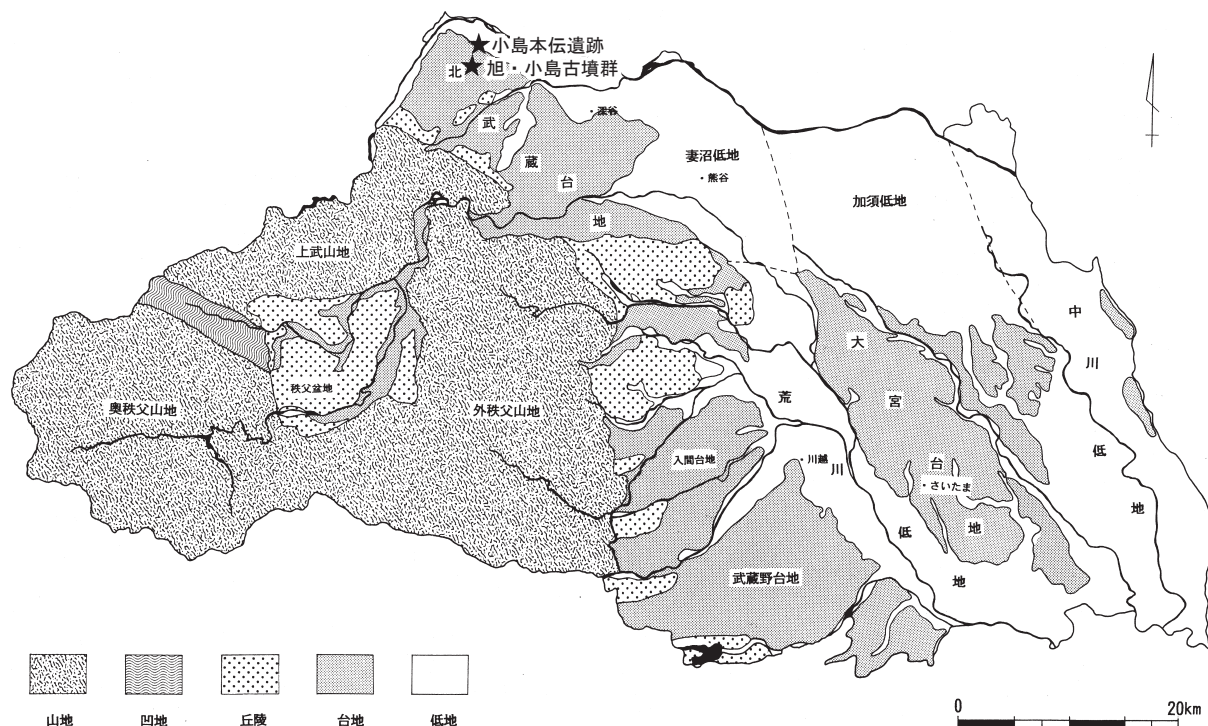 ★小島本伝遺跡
★旭・小島古墳群
北武蔵台地
・深谷
妻沼低地
・熊谷
加須低地
上武山地
秩父盆地
奥秩父山地
外秩父山地
大宮台地
・さいたま
中川低地
荒川低地
・川越
入間台地
武蔵野台地
山地
凹地
丘陵
台地
低地
0 20km